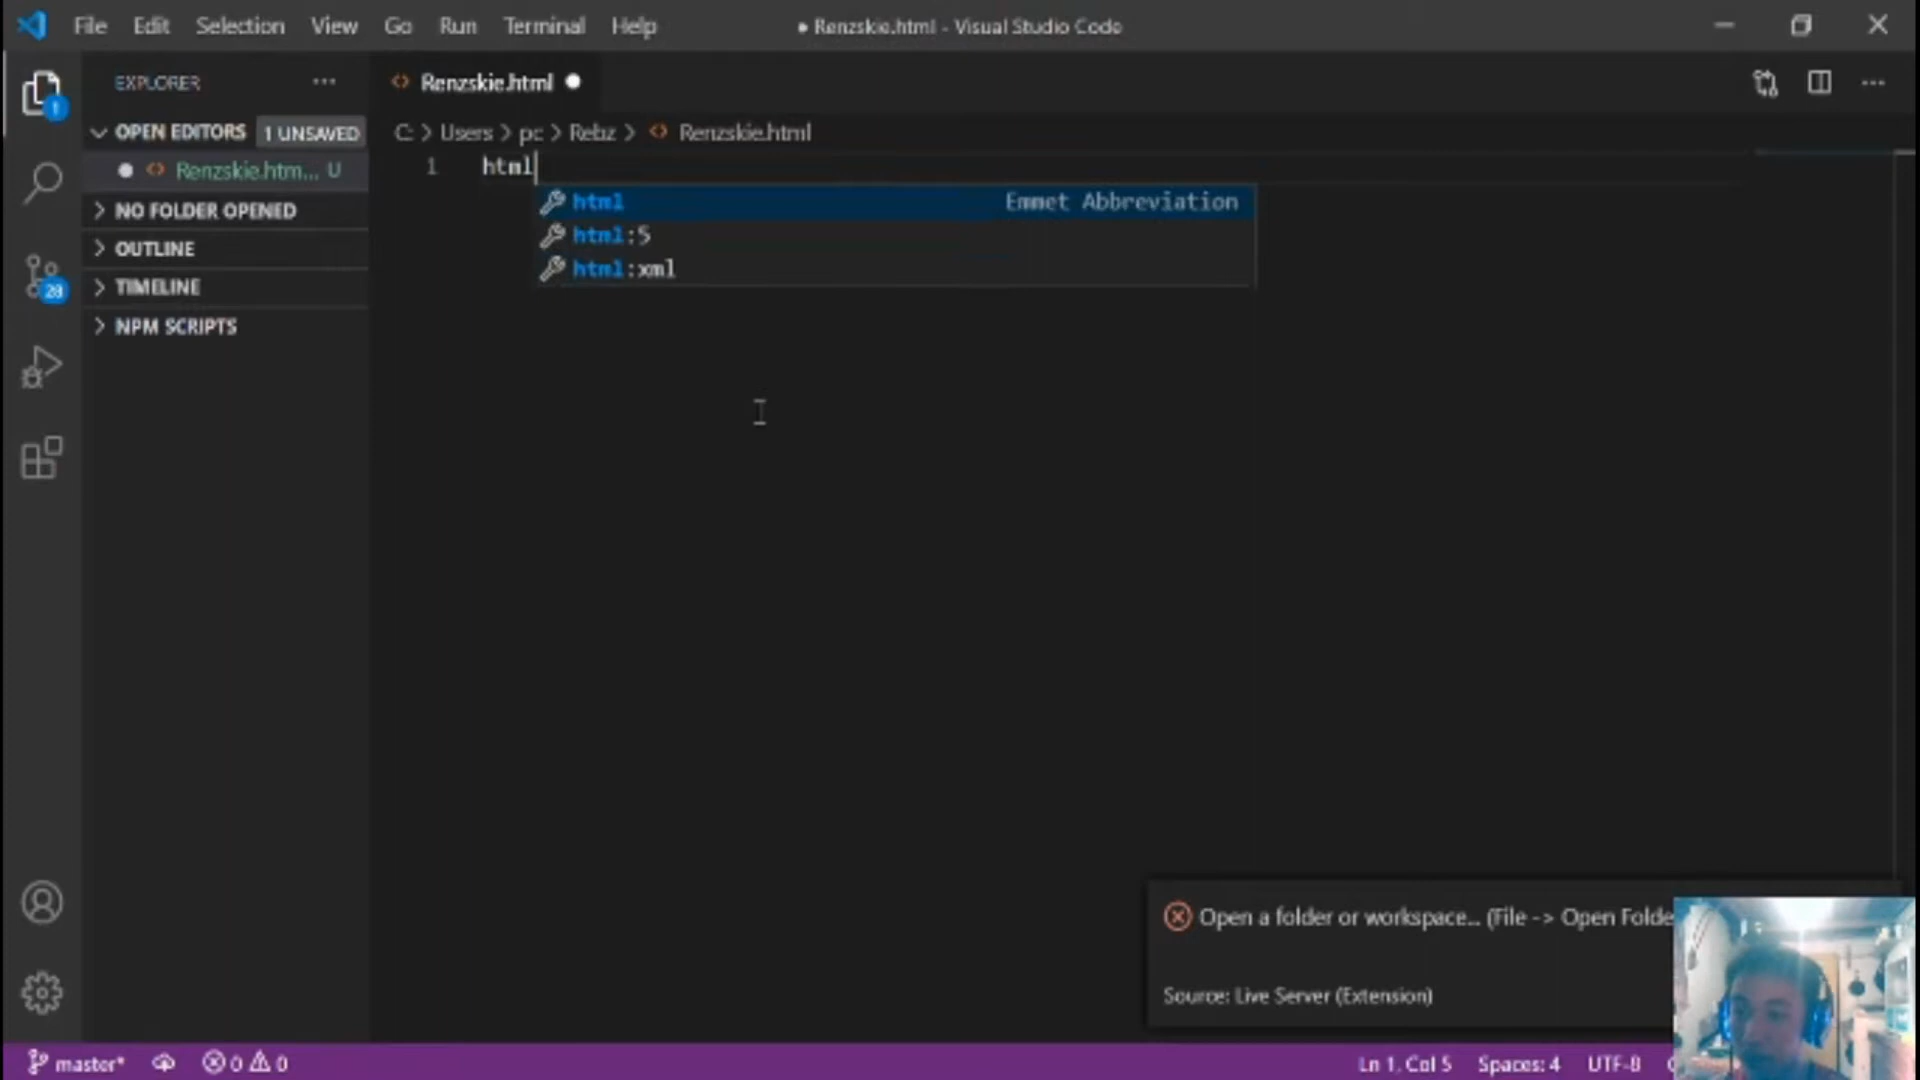 File Edit Selection View Go Run Terminal Help
● Renzskie.html - Visual Studio Code
EXPLORER ···
Renzskie.html ●
1
OPEN EDITORS 1 UNSAVED
C: > Users > pc > Rebz > Renzskie.html
● Renzskie.htm... U
1 html
NO FOLDER OPENED
html Emmet Abbreviation
html:5
html:xml
OUTLINE
28
TIMELINE
NPM SCRIPTS
Open a folder or workspace... (File -> Open Folde
Source: Live Server (Extension)
master* 0 0
Ln 1, Col 5 Spaces: 4 UTF-8